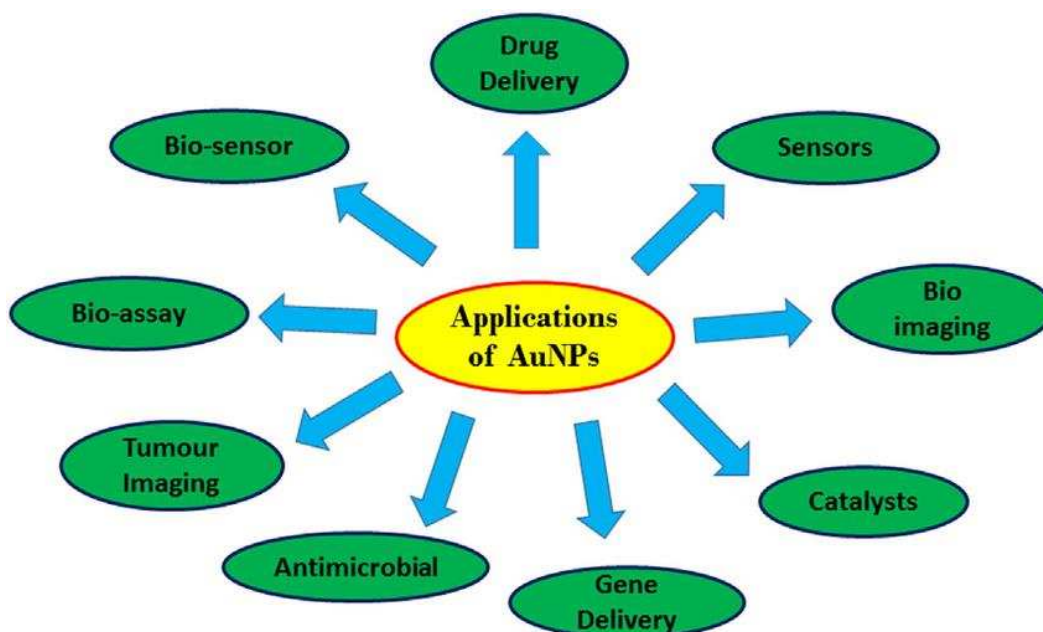 Drug
Delivery
Bio-sensor
Sensors
Bio-assay
Applications
of AuNPs
Bio
imaging
Tumour
Imaging
Catalysts
Antimicrobial
Gene
Delivery